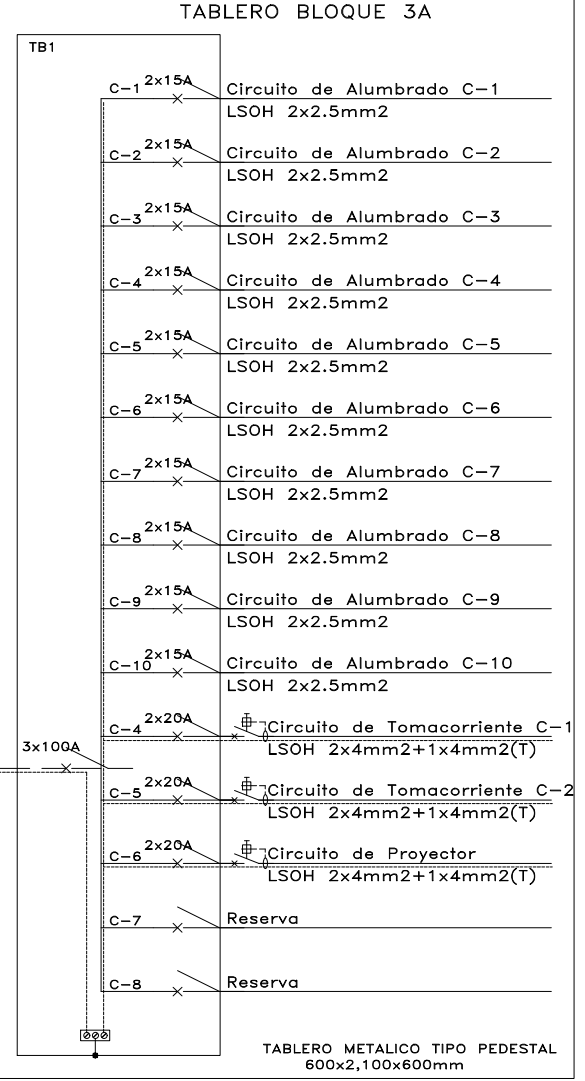 TABLERO BLOQUE 3A
TB1
C-1 2x15A Circuito de Alumbrado C-1
LSOH 2x2.5mm2
C-2 2x15A Circuito de Alumbrado C-2
LSOH 2x2.5mm2
C-3 2x15A Circuito de Alumbrado C-3
LSOH 2x2.5mm2
C-4 2x15A Circuito de Alumbrado C-4
LSOH 2x2.5mm2
C-5 2x15A Circuito de Alumbrado C-5
LSOH 2x2.5mm2
C-6 2x15A Circuito de Alumbrado C-6
LSOH 2x2.5mm2
C-7 2x15A Circuito de Alumbrado C-7
LSOH 2x2.5mm2
C-8 2x15A Circuito de Alumbrado C-8
LSOH 2x2.5mm2
C-9 2x15A Circuito de Alumbrado C-9
LSOH 2x2.5mm2
C-10 2x15A Circuito de Alumbrado C-10
LSOH 2x2.5mm2
C-4 2x20A Circuito de Tomacorriente C-1
3x100A LSOH 2x4mm2+1x4mm2(T)
C-5 2x20A Circuito de Tomacorriente C-2
LSOH 2x4mm2+1x4mm2(T)
C-6 2x20A Circuito de Proyector
LSOH 2x4mm2+1x4mm2(T)
C-7 Reserva
C-8 Reserva
TABLERO METALICO TIPO PEDESTAL
600x2,100x600mm